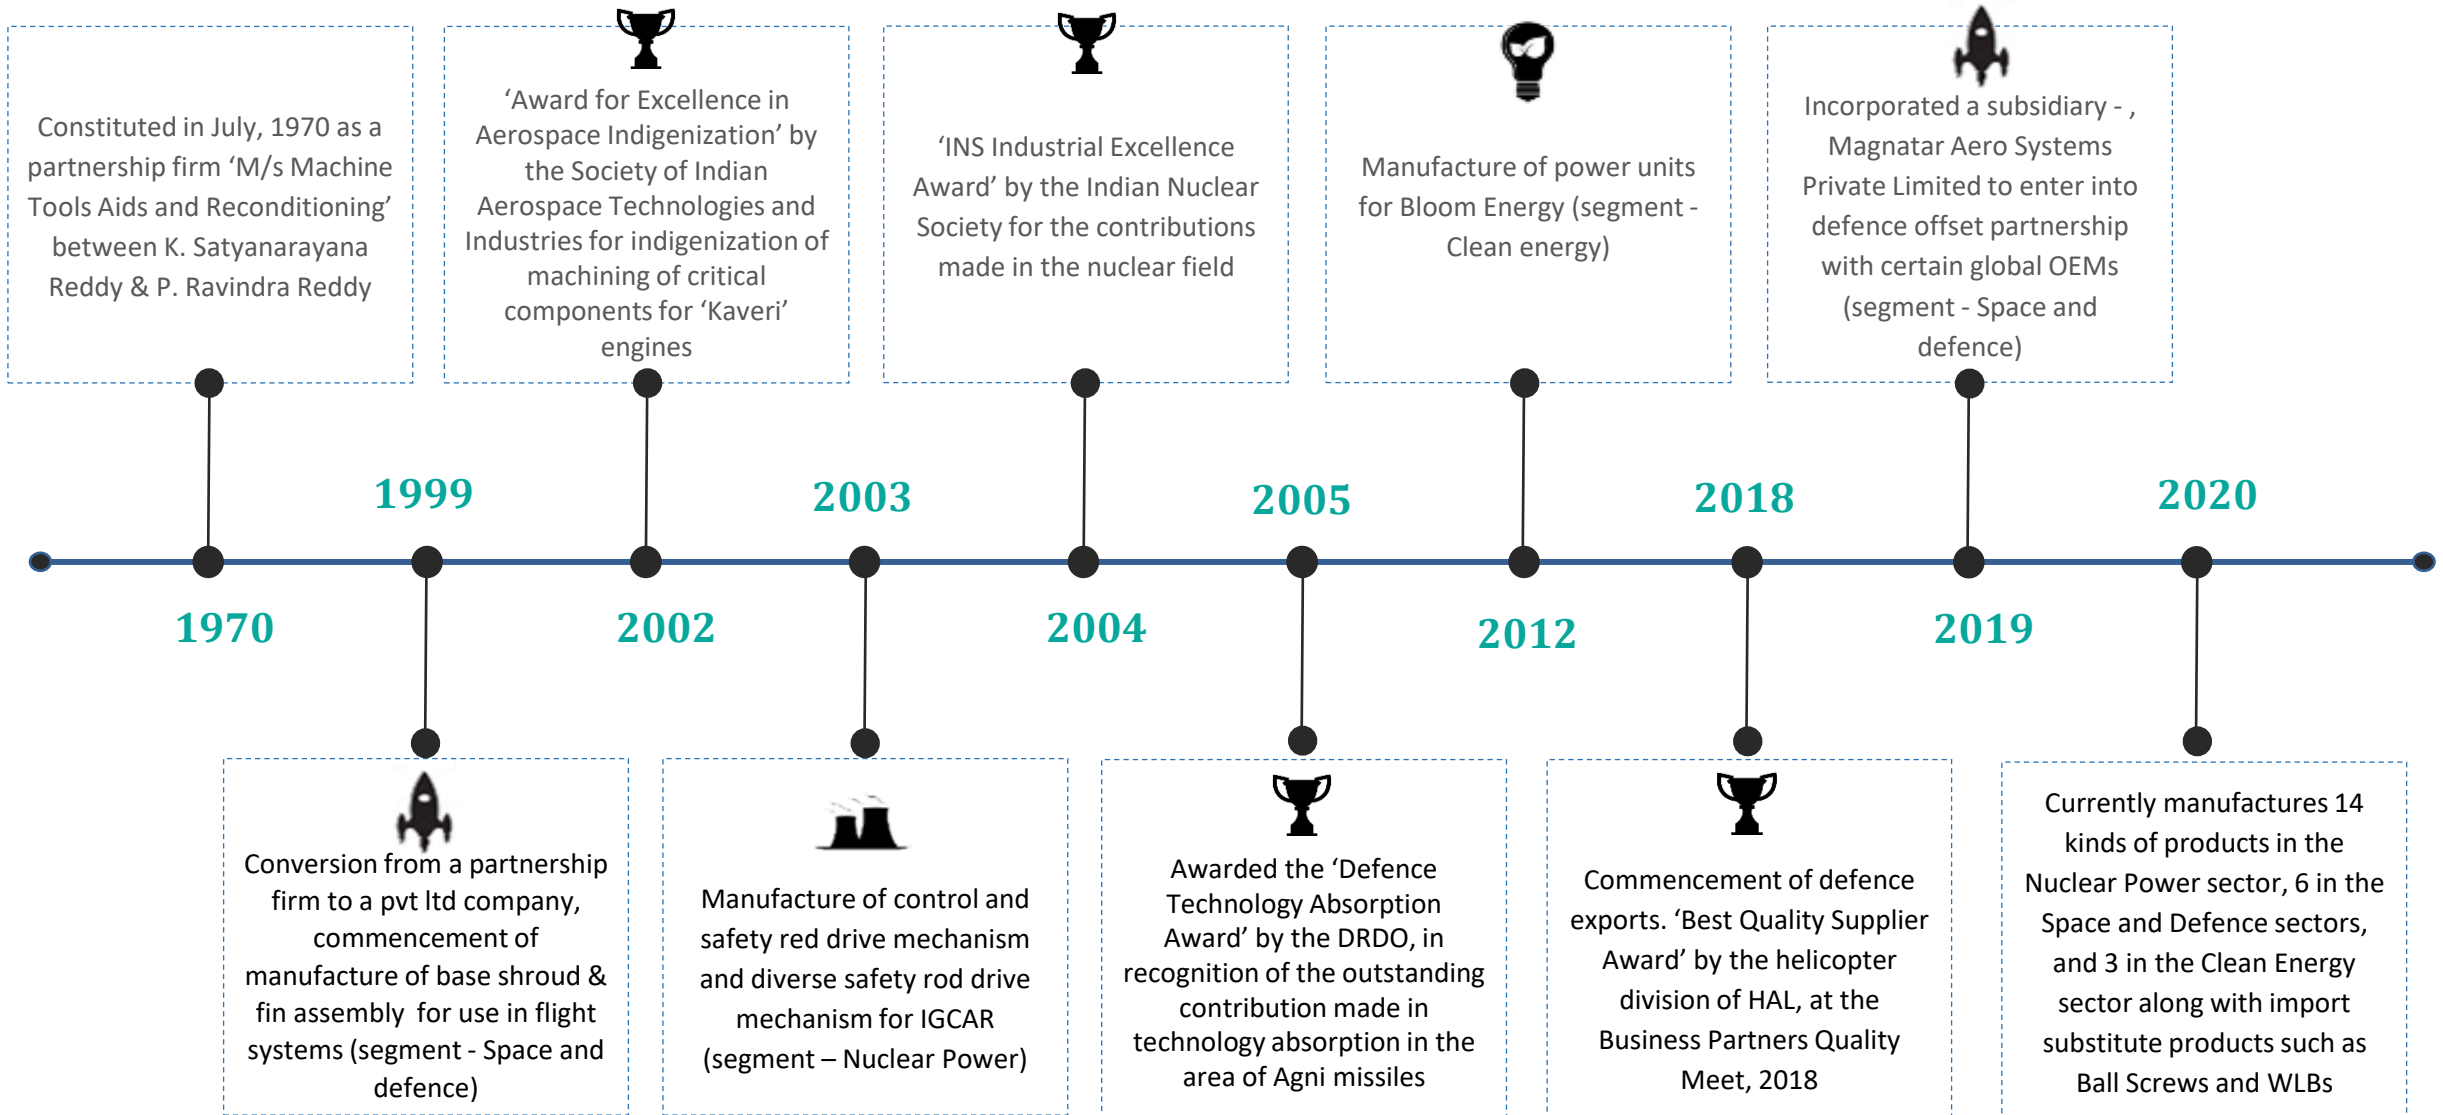 Constituted in July, 1970 as a
partnership firm ‘M/s Machine
Tools Aids and Reconditioning’
between K. Satyanarayana
Reddy & P. Ravindra Reddy
‘Award for Excellence in
Aerospace Indigenization’ by
the Society of Indian
Aerospace Technologies and
Industries for indigenization of
machining of critical
components for ‘Kaveri’
engines
‘INS Industrial Excellence
Award’ by the Indian Nuclear
Society for the contributions
made in the nuclear field
Manufacture of power units
for Bloom Energy (segment -
Clean energy)
Incorporated a subsidiary - ,
Magnatar Aero Systems
Private Limited to enter into
defence offset partnership
with certain global OEMs
(segment - Space and
defence)
1999
2003
2005
2018
2020
1970
2002
2004
2012
2019
Conversion from a partnership
firm to a pvt ltd company,
commencement of
manufacture of base shroud &
fin assembly for use in flight
systems (segment - Space and
defence)
Manufacture of control and
safety red drive mechanism
and diverse safety rod drive
mechanism for IGCAR
(segment – Nuclear Power)
Awarded the ‘Defence
Technology Absorption
Award’ by the DRDO, in
recognition of the outstanding
contribution made in
technology absorption in the
area of Agni missiles
Commencement of defence
exports. ‘Best Quality Supplier
Award’ by the helicopter
division of HAL, at the
Business Partners Quality
Meet, 2018
Currently manufactures 14
kinds of products in the
Nuclear Power sector, 6 in the
Space and Defence sectors,
and 3 in the Clean Energy
sector along with import
substitute products such as
Ball Screws and WLBs